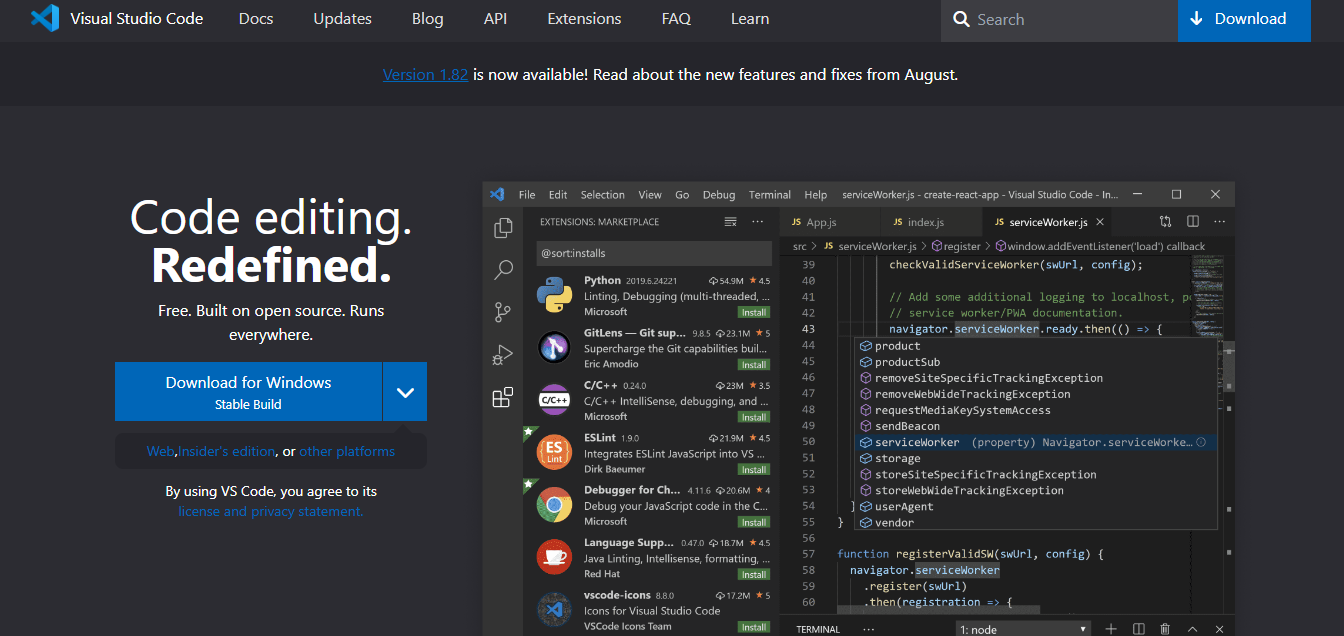 Visual Studio Code Docs Updates Blog API Extensions FAQ Learn Search Download
Version 1.82 is now available! Read about the new features and fixes from August.
Code editing.
Redefined.
Free. Built on open source. Runs
everywhere.
Download for Windows
Stable Build
Web,Insider's edition, or other platforms
By using VS Code, you agree to its
license and privacy statement.
File Edit Selection View Go Debug Terminal Help serviceWorker.js - create-react-app - Visual Studio Code - In...
EXTENSIONS: MARKETPLACE
@sort:installs
Python 2019.6.24221 54.9M 4.5
Linting, Debugging (multi-threaded, ...
Microsoft Install
GitLens — Git sup... 9.8.5 23.1M 5
Supercharge the Git capabilities buil...
Eric Amodio Install
C/C++
C/C++ 0.24.0 23M 3.5
C/C++ IntelliSense, debugging, and ...
Microsoft Install
ES
Lint
ESLint 1.9.0 21.9M 4.5
Integrates ESLint JavaScript into VS ...
Dirk Baeumer Install
Debugger for Ch... 4.11.6 20.6M 4
Debug your JavaScript code in the C...
Microsoft Install
Language Supp... 0.47.0 18.7M 4.5
Java Linting, Intellisense, formatting, ...
Red Hat Install
vscode-icons 8.8.0 17.2M 5
Icons for Visual Studio Code
VSCode Icons Team Install
JS App.js JS index.js JS serviceWorker.js
src > JS serviceWorker.js > register > window.addEventListener('load') callback
39 checkValidServiceWorker(swUrl, config);
40
41 // Add some additional logging to localhost, p
42 // service worker/PWA documentation.
43 navigator.serviceWorker.ready.then(() => {
44 product
45 productSub
46 removeSiteSpecificTrackingException
47 removeWebWideTrackingException
48 requestMediaKeySystemAccess
49 sendBeacon
50 serviceWorker (property) Navigator.serviceWorke...
51 storage
52 storeSiteSpecificTrackingException
53 storeWebWideTrackingException
54 } userAgent
55 } vendor
56
57 function registerValidSW(swUrl, config) {
58 navigator.serviceWorker
59 .register(swUrl)
60 .then(registration => {
TERMINAL ... 1: node